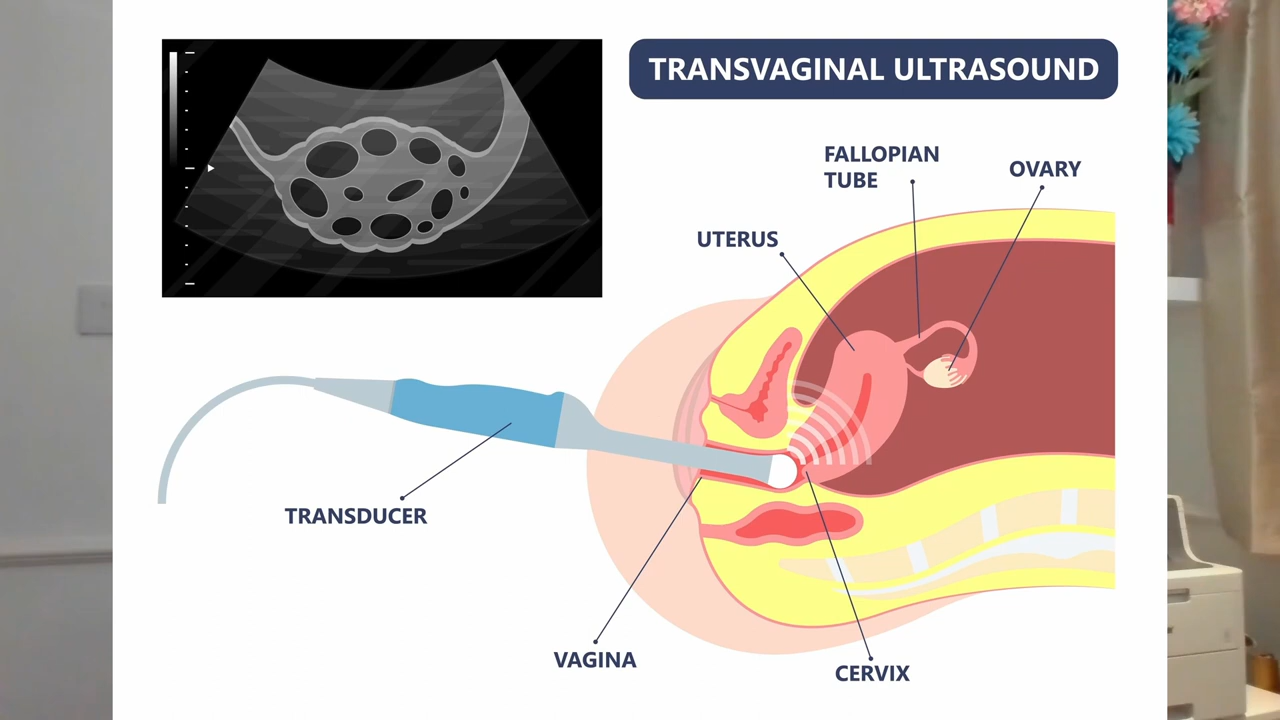 TRANSVAGINAL ULTRASOUND
FALLOPIAN
TUBE
OVARY
UTERUS
TRANSDUCER
VAGINA
CERVIX